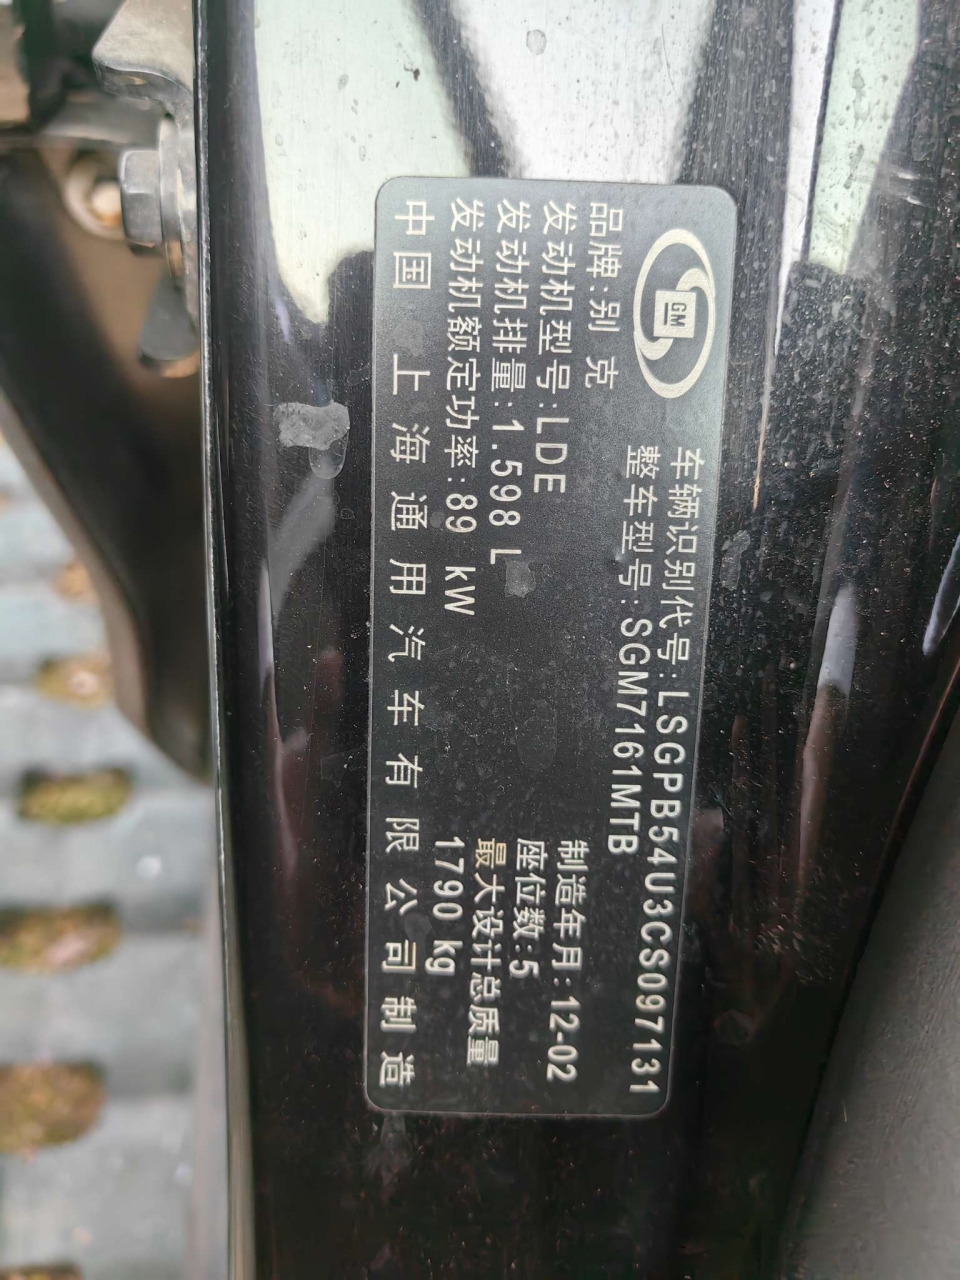 GM
车辆识别代号:LSGPB54U3CS097131
整车型号:SGM7161MTB
品牌:别克
发动机型号:LDE
制造年月:12-02
发动机排量:1.598 L
座位数:5
发动机额定功率:89 kW
最大设计总质量
1790 kg
中国 上海通用汽车有限公司制造